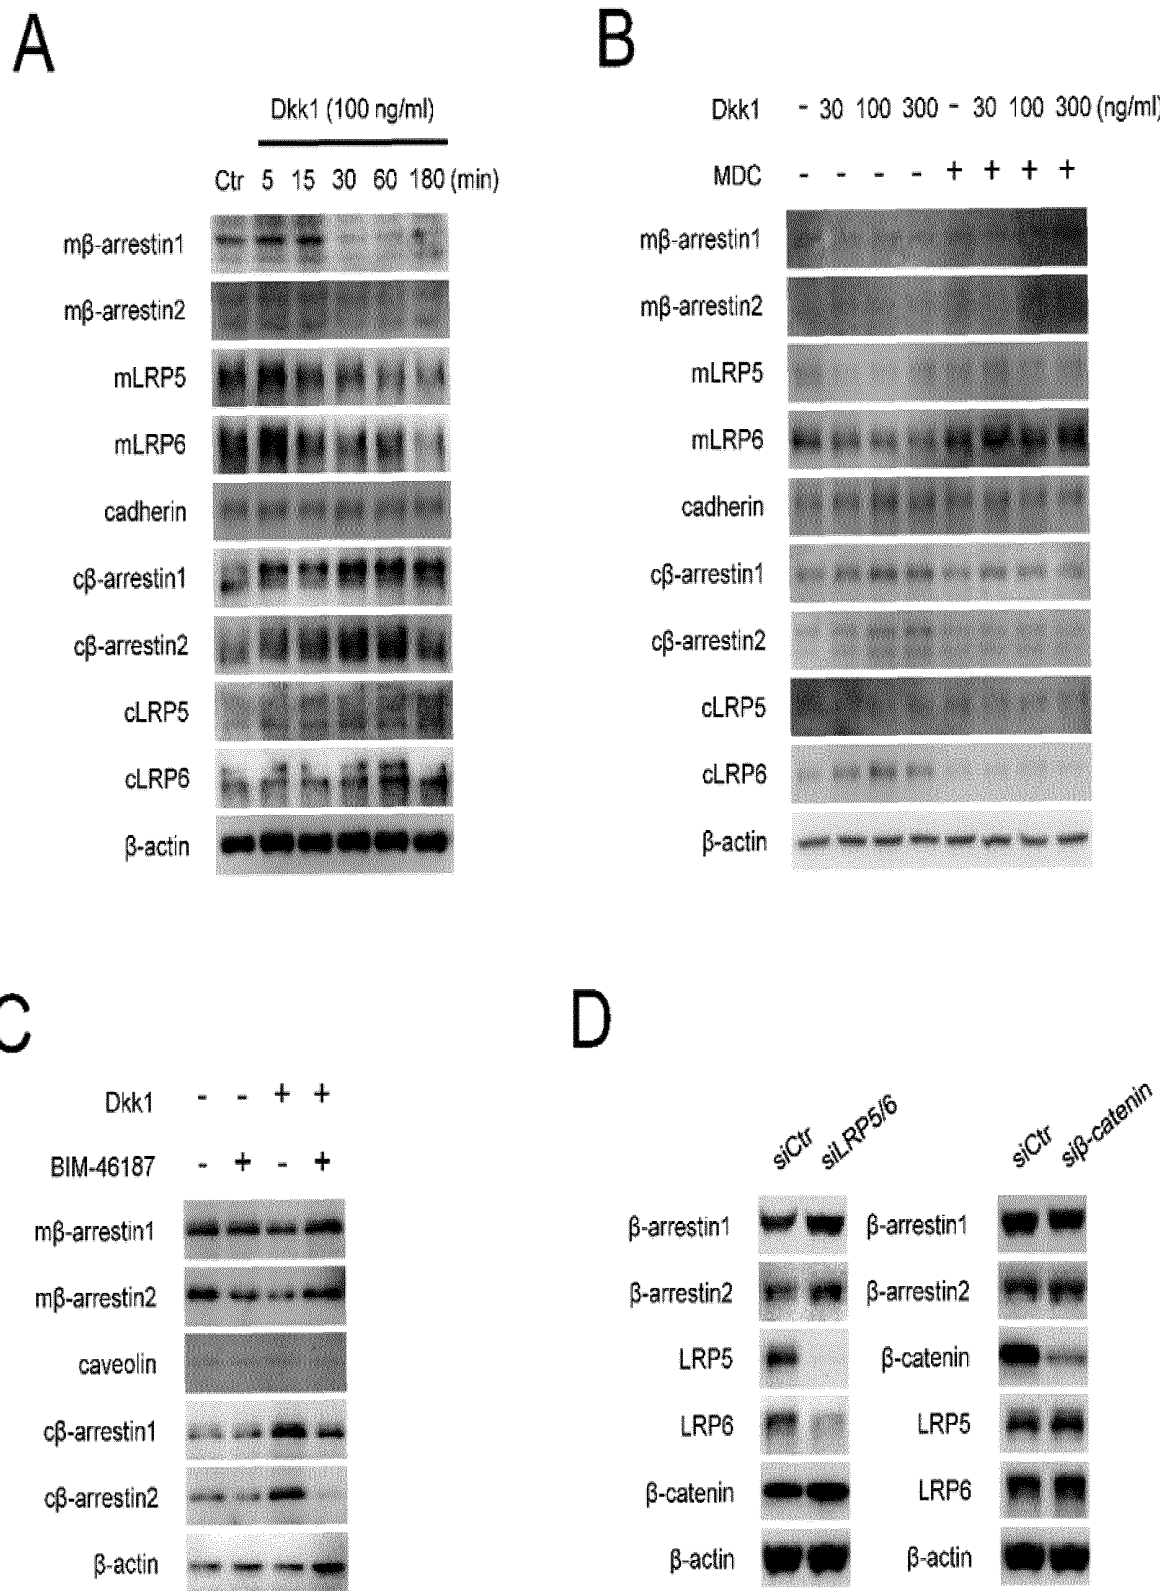 A
Dkk1 (100 ng/ml)
Ctr 5 15 30 60 180 (min)
mβ-arrestin1
mβ-arrestin2
mLRP5
mLRP6
cadherin
cβ-arrestin1
cβ-arrestin2
cLRP5
cLRP6
β-actin
B
Dkk1 - 30 100 300 - 30 100 300 (ng/ml)
MDC - - - - + + + +
mβ-arrestin1
mβ-arrestin2
mLRP5
mLRP6
cadherin
cβ-arrestin1
cβ-arrestin2
cLRP5
cLRP6
β-actin
C
Dkk1 - - + +
BIM-46187 - + - +
mβ-arrestin1
mβ-arrestin2
caveolin
cβ-arrestin1
cβ-arrestin2
β-actin
D
siCtr siLRP5/6
β-arrestin1
β-arrestin2
LRP5
LRP6
β-catenin
β-actin
siCtr siβ-catenin
β-arrestin1
β-arrestin2
β-catenin
LRP5
LRP6
β-actin